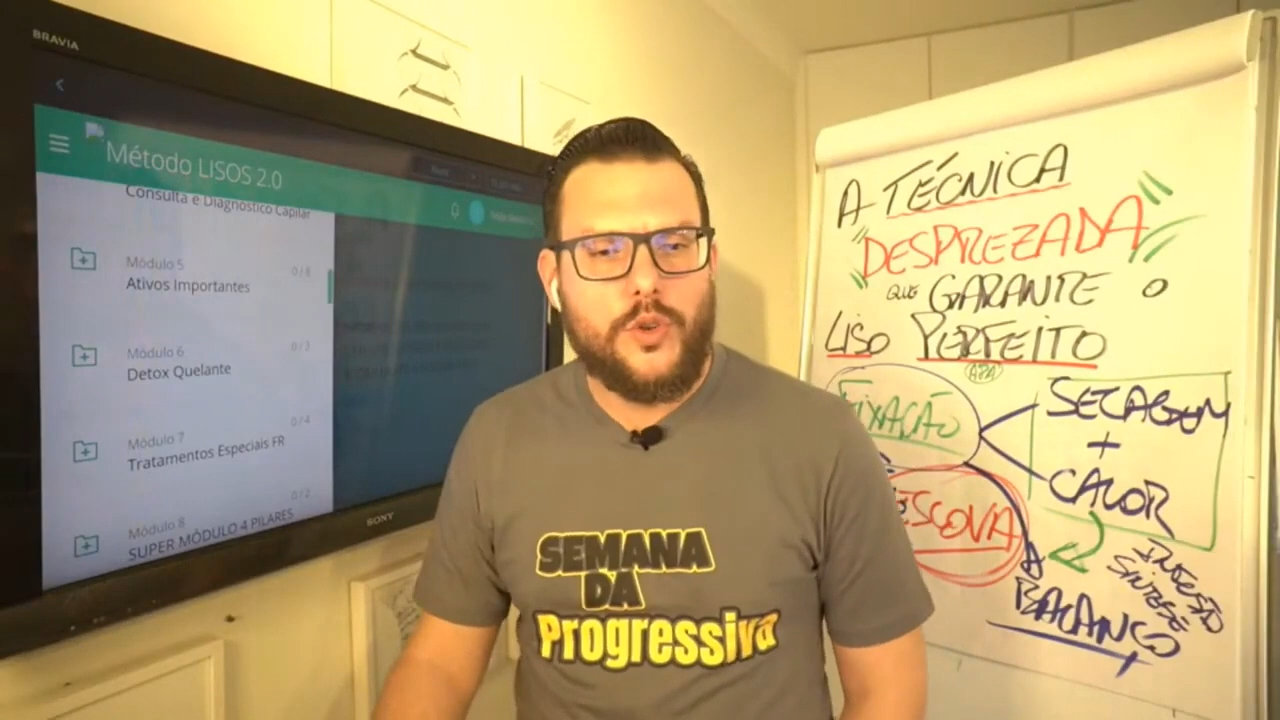 BRAVIA
Método LISOS 2.0
Consulta e Diagnóstico Capilar
Módulo 5
0/8
Ativos Importantes
Módulo 6
0/3
Detox Quelante
Módulo 7
0/4
Tratamentos Especiais FR
Módulo 8
0/2
SUPER MÓDULO 4 PILARES
SONY
SEMANA
DA
Progressiva
A TÉCNICA
"DESPREZADA"
QUE GARANTE O
LISO PERFEITO
FIXAÇÃO
SECAGEM
+
CALOR
ESCOVA
BALANÇO